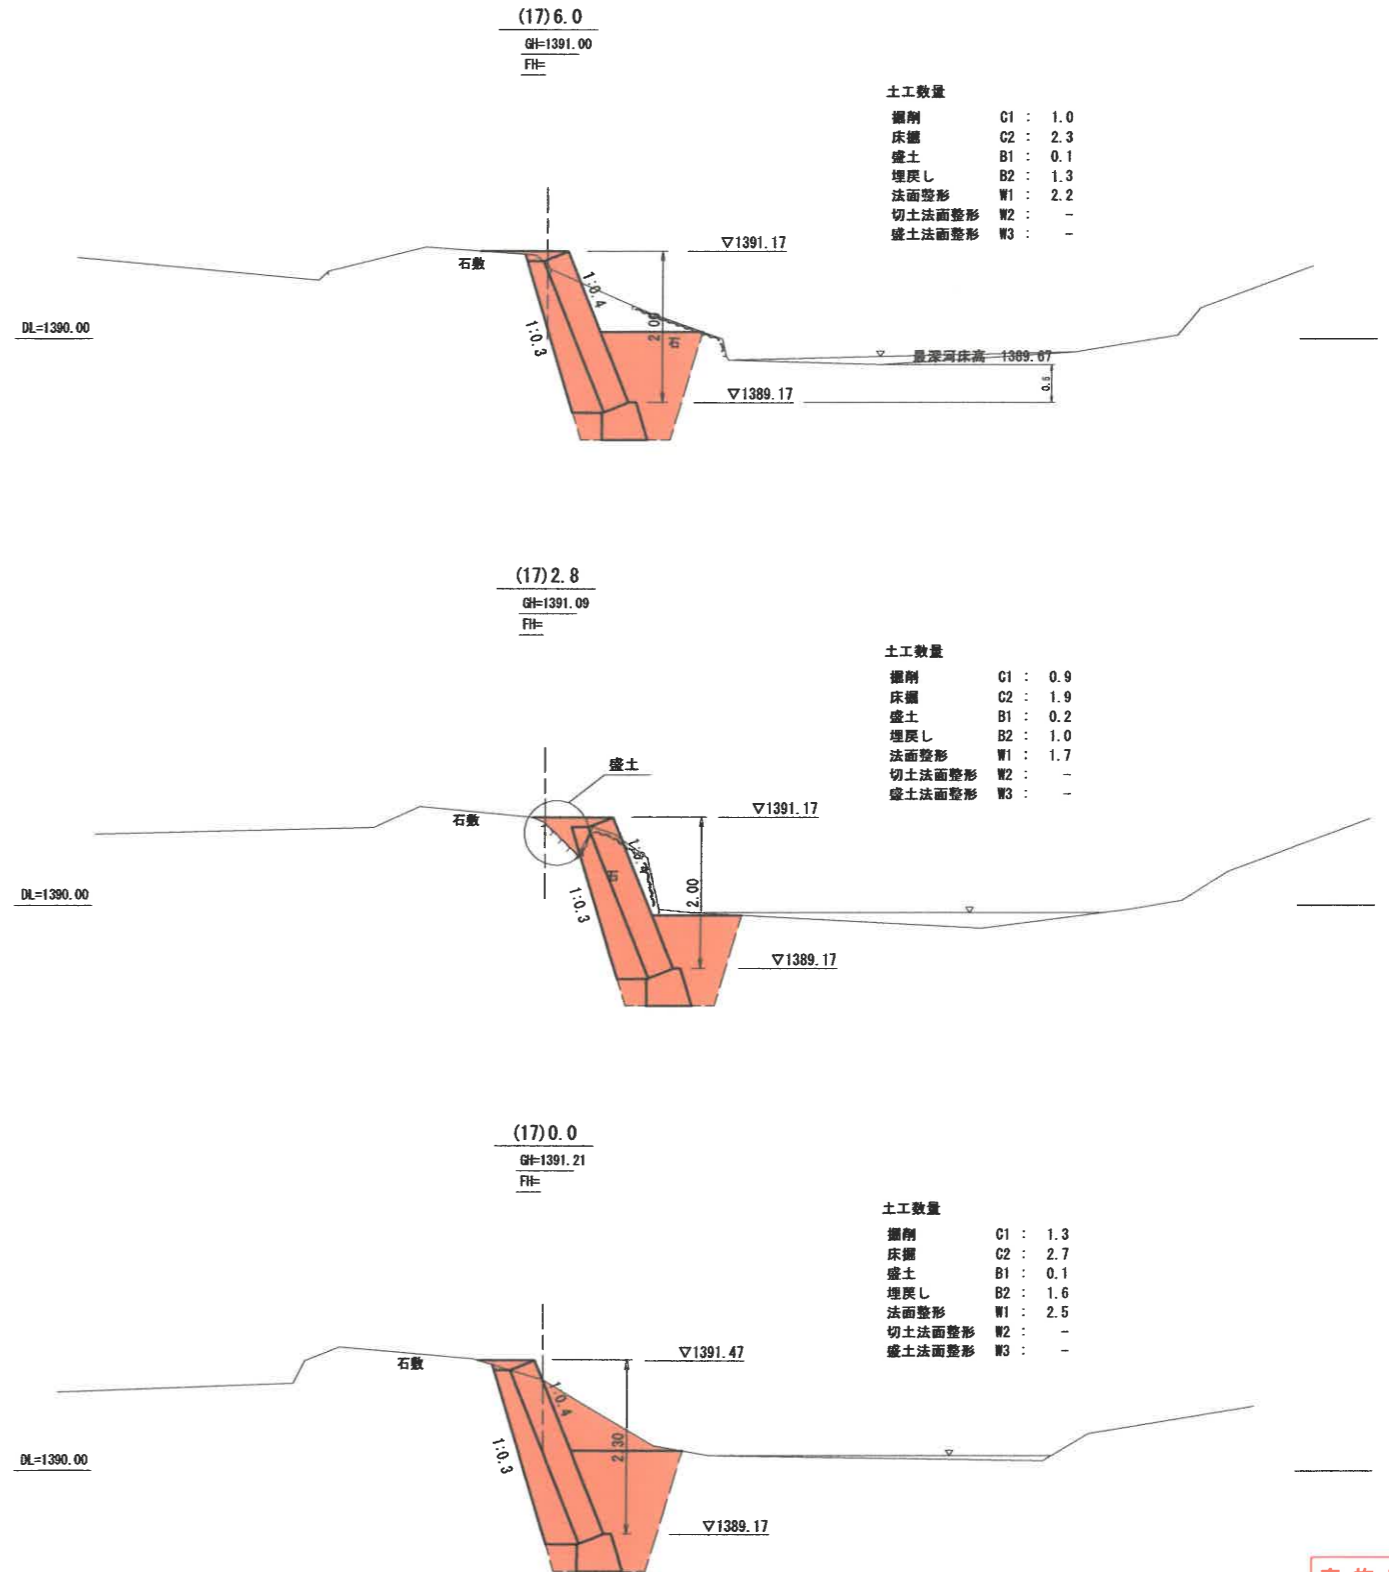 (17)6.0
GH=1391.00
FH=
土工数量
掘削 C1 : 1.0
床掘 C2 : 2.3
盛土 B1 : 0.1
埋戻し B2 : 1.3
法面整形 W1 : 2.2
切土法面整形 W2 : -
盛土法面整形 W3 : -
▽1391.17
石敷
1:0.4
1:0.3
2.00
DL=1390.00
最深河床高 1389.67
0.5
▽1389.17
(17)2.8
GH=1391.09
FH=
土工数量
掘削 C1 : 0.9
床掘 C2 : 1.9
盛土 B1 : 0.2
埋戻し B2 : 1.0
法面整形 W1 : 1.7
切土法面整形 W2 : -
盛土法面整形 W3 : -
盛土
▽1391.17
石敷
1:0.4
1:0.3
2.00
DL=1390.00
▽1389.17
(17)0.0
GH=1391.21
FH=
土工数量
掘削 C1 : 1.3
床掘 C2 : 2.7
盛土 B1 : 0.1
埋戻し B2 : 1.6
法面整形 W1 : 2.5
切土法面整形 W2 : -
盛土法面整形 W3 : -
▽1391.47
石敷
1:0.4
1:0.3
2.30
DL=1390.00
▽1389.17